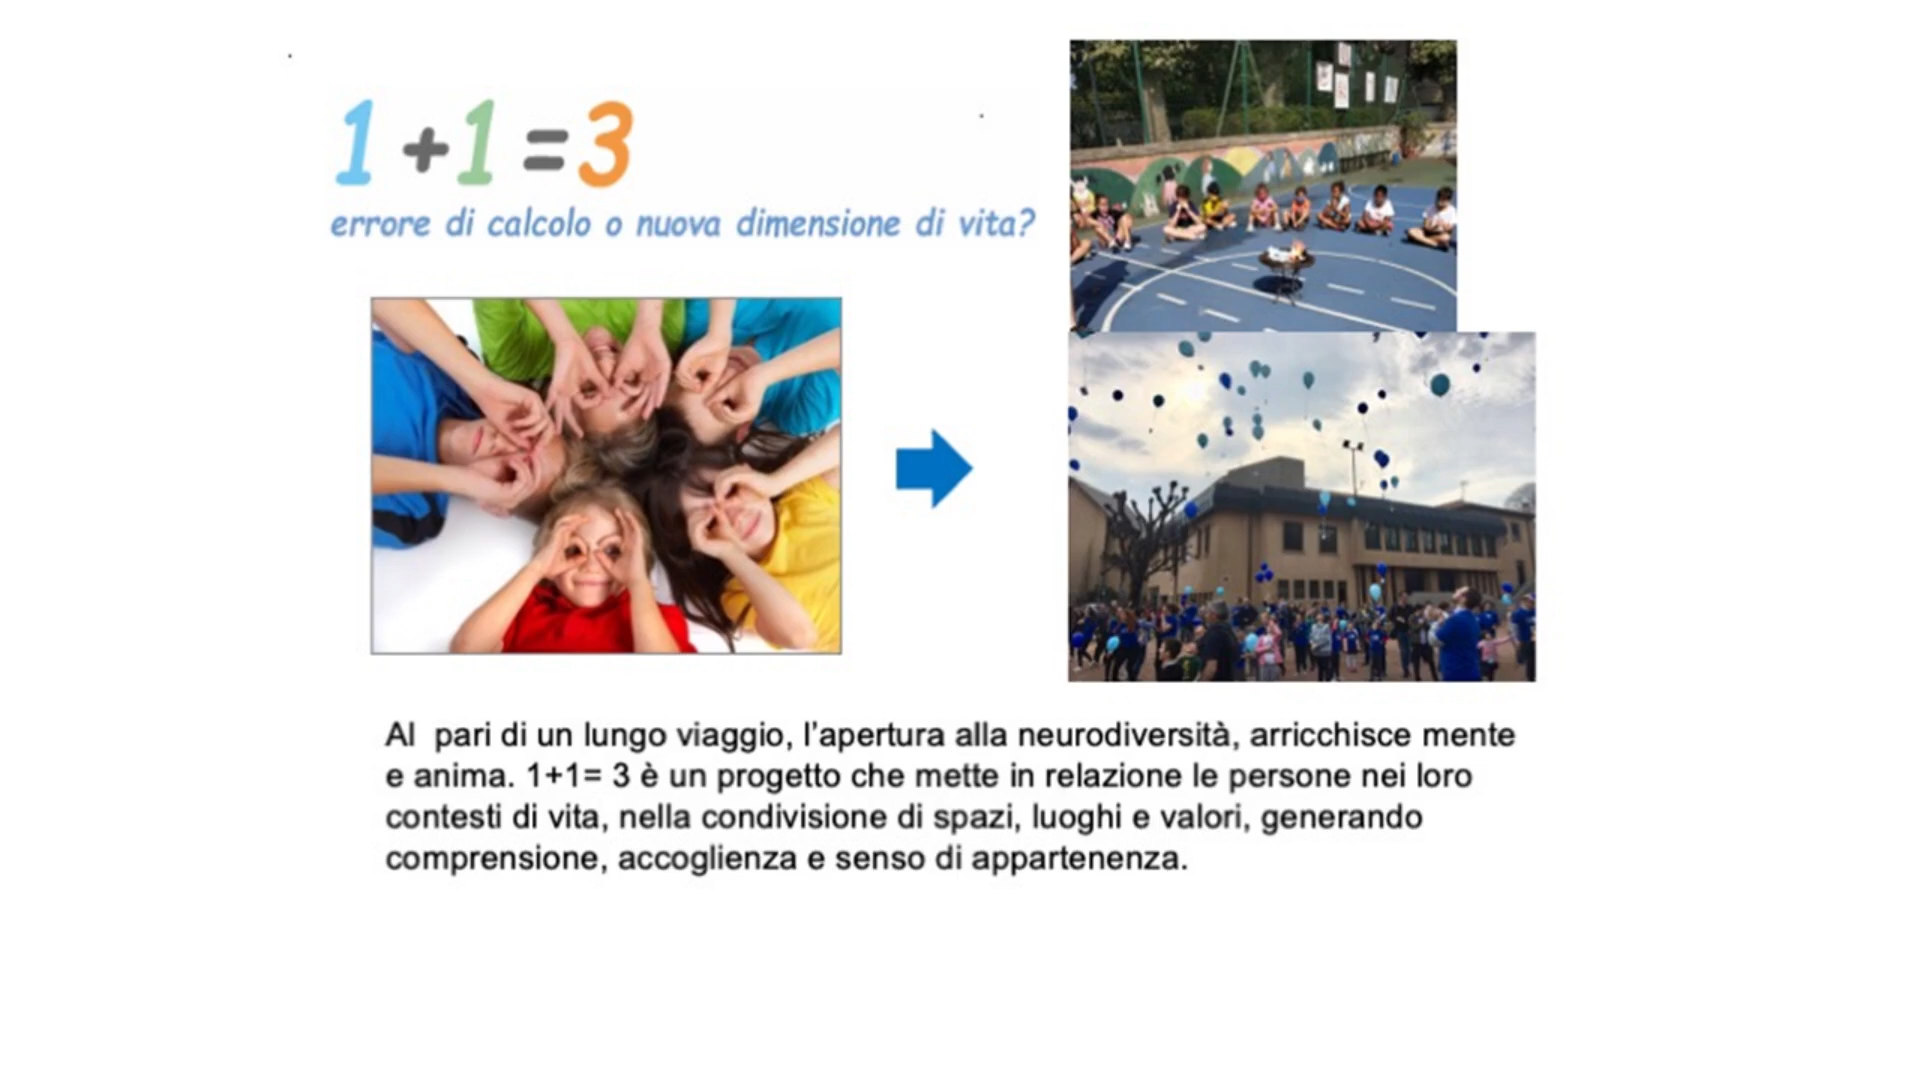 1+1=3
errore di calcolo o nuova dimensione di vita?
Al pari di un lungo viaggio, l'apertura alla neurodiversità, arricchisce mente
e anima. 1+1= 3 è un progetto che mette in relazione le persone nei loro
contesti di vita, nella condivisione di spazi, luoghi e valori, generando
comprensione, accoglienza e senso di appartenenza.